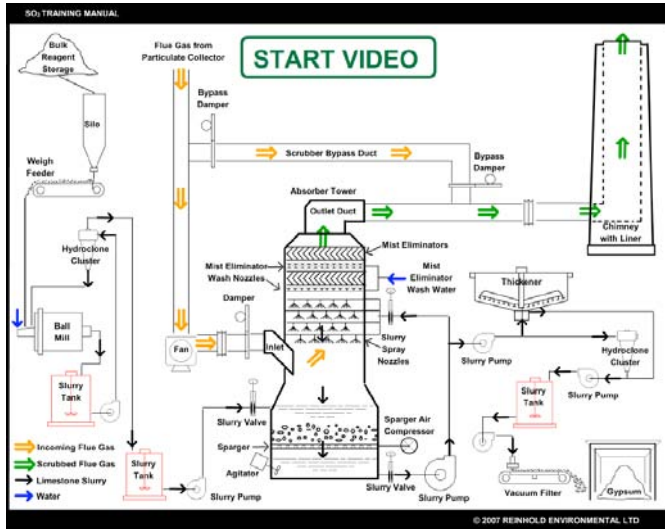 SO₂ TRAINING MANUAL
Bulk
Reagent
Storage
Flue Gas from
Particulate Collector
START VIDEO
Silo
Bypass
Damper
Weigh
Feeder
Scrubber Bypass Duct
Bypass
Damper
Absorber Tower
Outlet Duct
Chimney
with Liner
Hydroclone
Cluster
Mist Eliminators
Mist Eliminator
Wash Nozzles
Mist
Eliminator
Wash Water
Thickener
Damper
Ball
Mill
Fan
Inlet
Slurry
Spray
Nozzles
Slurry Pump
Hydroclone
Cluster
Slurry
Tank
Slurry Pump
Slurry
Tank
Slurry Valve
Sparger Air
Compressor
Incoming Flue Gas
Scrubbed Flue Gas
Limestone Slurry
Water
Sparger
Agitator
Slurry
Tank
Slurry Pump
Slurry Valve
Slurry Pump
Vacuum Filter
Gypsum
© 2007 REINHOLD ENVIRONMENTAL LTD